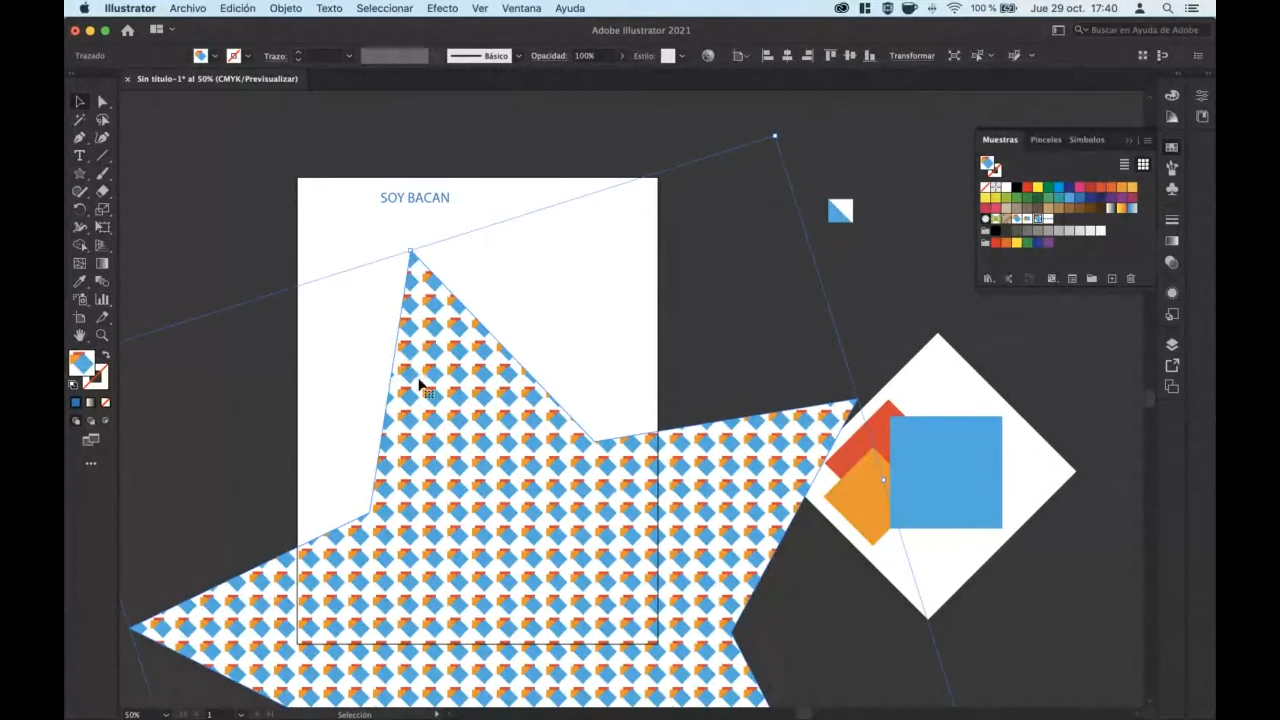 Illustrator Archivo Edición Objeto Texto Seleccionar Efecto Ver Ventana Ayuda 100 % Jue 29 oct. 17:40
Adobe Illustrator 2021 Buscar en Ayuda de Adobe
Trazado Trazo: Básico Opacidad: 100% Estilo: Transformar
Sin título-1* al 50% (CMYK/Previsualizar)
Muestras Pinceles Símbolos
SOY BACAN
50% 1 Selección